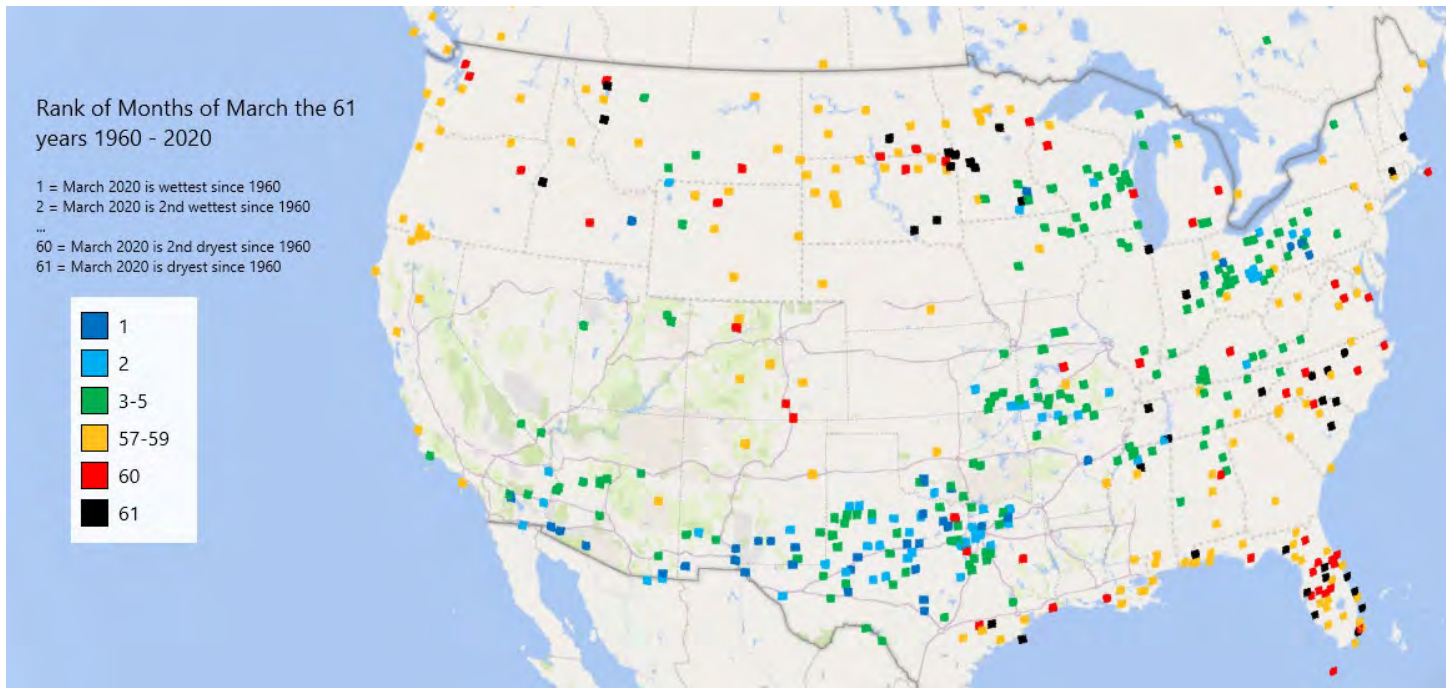 Rank of Months of March the 61
years 1960 - 2020
1 = March 2020 is wettest since 1960
2 = March 2020 is 2nd wettest since 1960
...
60 = March 2020 is 2nd dryest since 1960
61 = March 2020 is dryest since 1960
1
2
3-5
57-59
60
61